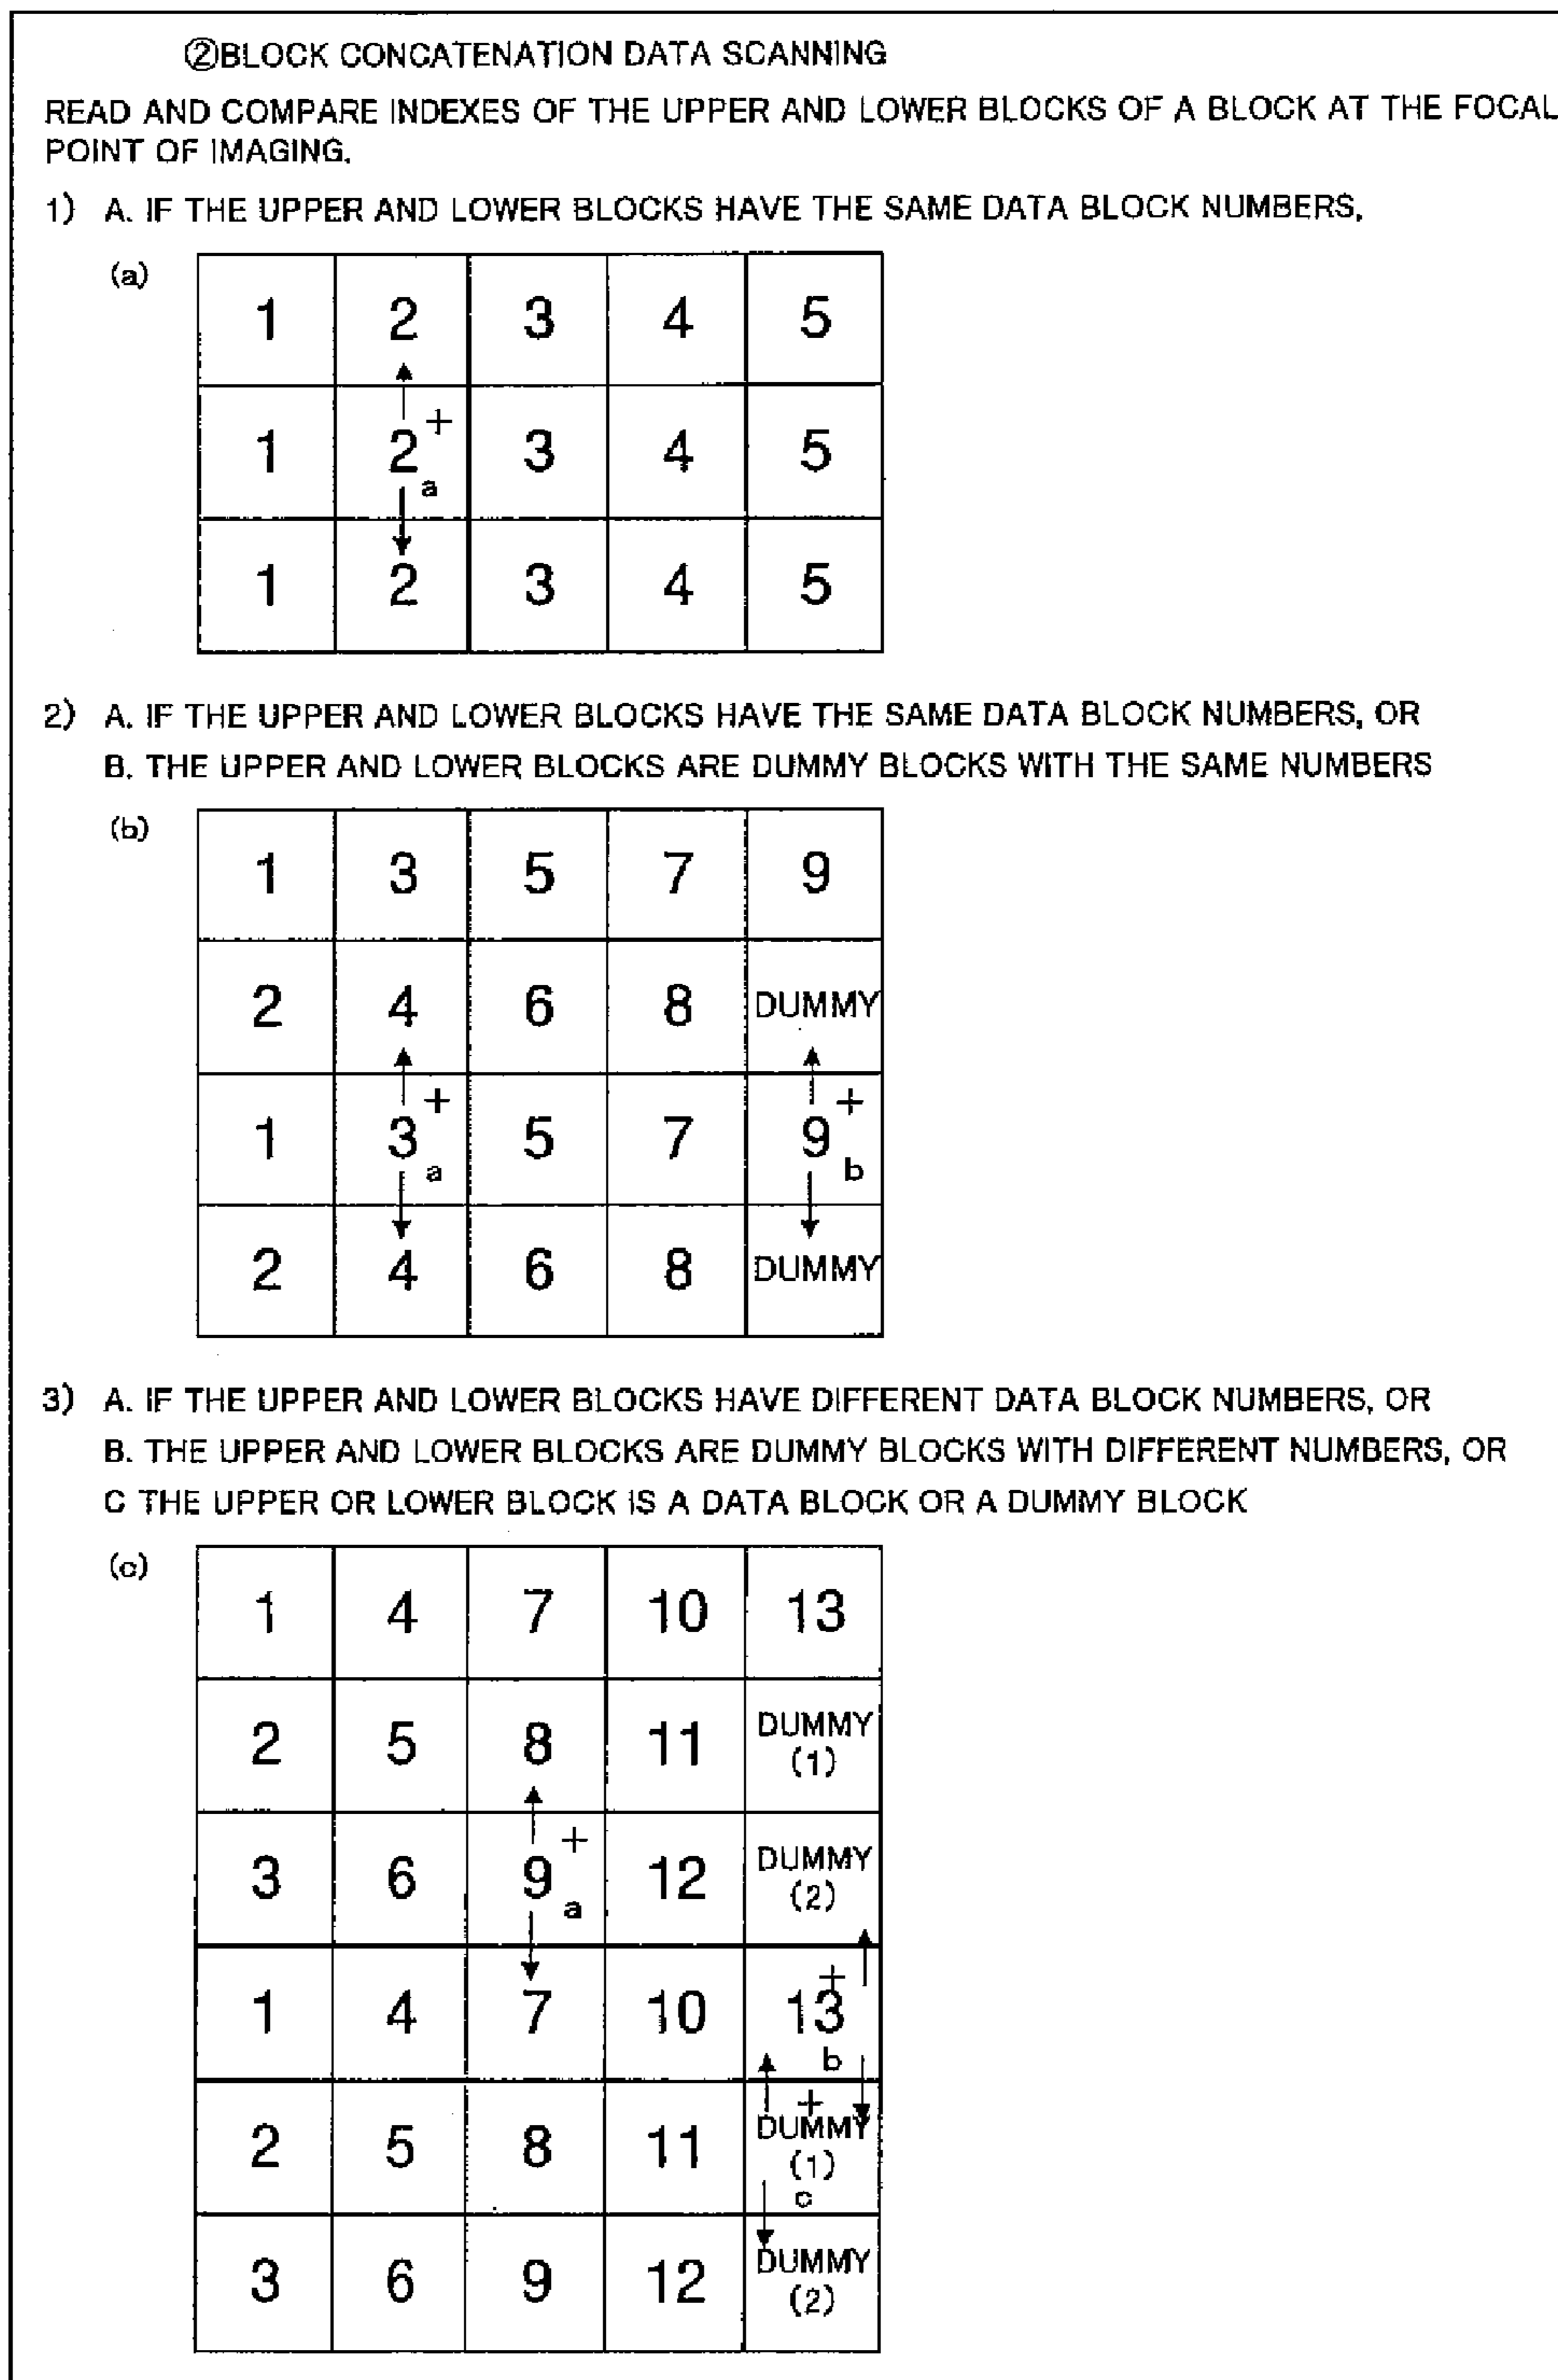 ②BLOCK CONCATENATION DATA SCANNING
READ AND COMPARE INDEXES OF THE UPPER AND LOWER BLOCKS OF A BLOCK AT THE FOCAL
POINT OF IMAGING.
1) A. IF THE UPPER AND LOWER BLOCKS HAVE THE SAME DATA BLOCK NUMBERS,
(a)
1 2 3 4 5
1 2 + 3 4 5
a
1 2 3 4 5
2) A. IF THE UPPER AND LOWER BLOCKS HAVE THE SAME DATA BLOCK NUMBERS, OR
B. THE UPPER AND LOWER BLOCKS ARE DUMMY BLOCKS WITH THE SAME NUMBERS
(b)
1 3 5 7 9
2 4 6 8 DUMMY
1 3 + 5 7 9 +
a b
2 4 6 8 DUMMY
3) A. IF THE UPPER AND LOWER BLOCKS HAVE DIFFERENT DATA BLOCK NUMBERS, OR
B. THE UPPER AND LOWER BLOCKS ARE DUMMY BLOCKS WITH DIFFERENT NUMBERS, OR
C THE UPPER OR LOWER BLOCK IS A DATA BLOCK OR A DUMMY BLOCK
(c)
1 4 7 10 13
2 5 8 11 DUMMY (1)
3 6 9 + 12 DUMMY (2)
a
1 4 7 10 13 +
b
2 5 8 11 + DUMMY (1)
c
3 6 9 12 DUMMY (2)